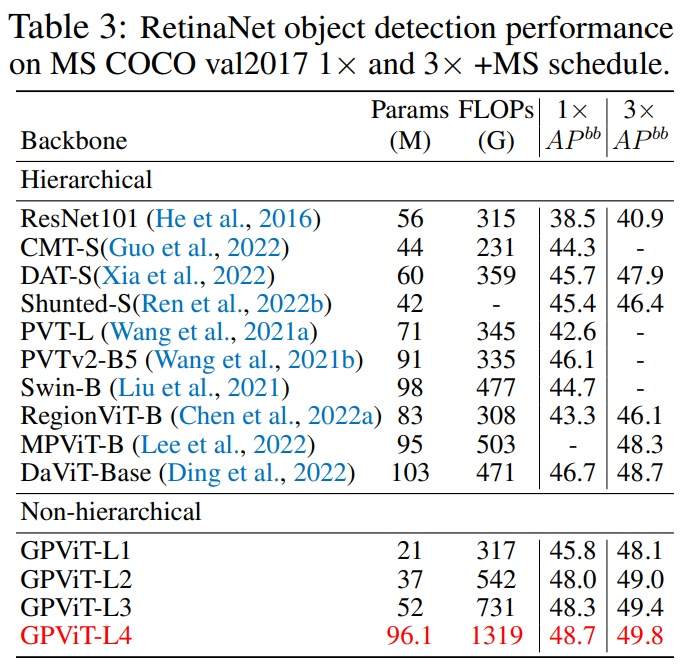 Table 3: RetinaNet object detection performance
on MS COCO val2017 1× and 3× +MS schedule.
Params FLOPs 1× 3×
Backbone (M) (G) AP^bb AP^bb
Hierarchical
ResNet101 (He et al., 2016) 56 315 38.5 40.9
CMT-S(Guo et al., 2022) 44 231 44.3 -
DAT-S(Xia et al., 2022) 60 359 45.7 47.9
Shunted-S(Ren et al., 2022b) 42 - 45.4 46.4
PVT-L (Wang et al., 2021a) 71 345 42.6 -
PVTv2-B5 (Wang et al., 2021b) 91 335 46.1 -
Swin-B (Liu et al., 2021) 98 477 44.7 -
RegionViT-B (Chen et al., 2022a) 83 308 43.3 46.1
MPViT-B (Lee et al., 2022) 95 503 - 48.3
DaViT-Base (Ding et al., 2022) 103 471 46.7 48.7
Non-hierarchical
GPViT-L1 21 317 45.8 48.1
GPViT-L2 37 542 48.0 49.0
GPViT-L3 52 731 48.3 49.4
GPViT-L4 96.1 1319 48.7 49.8